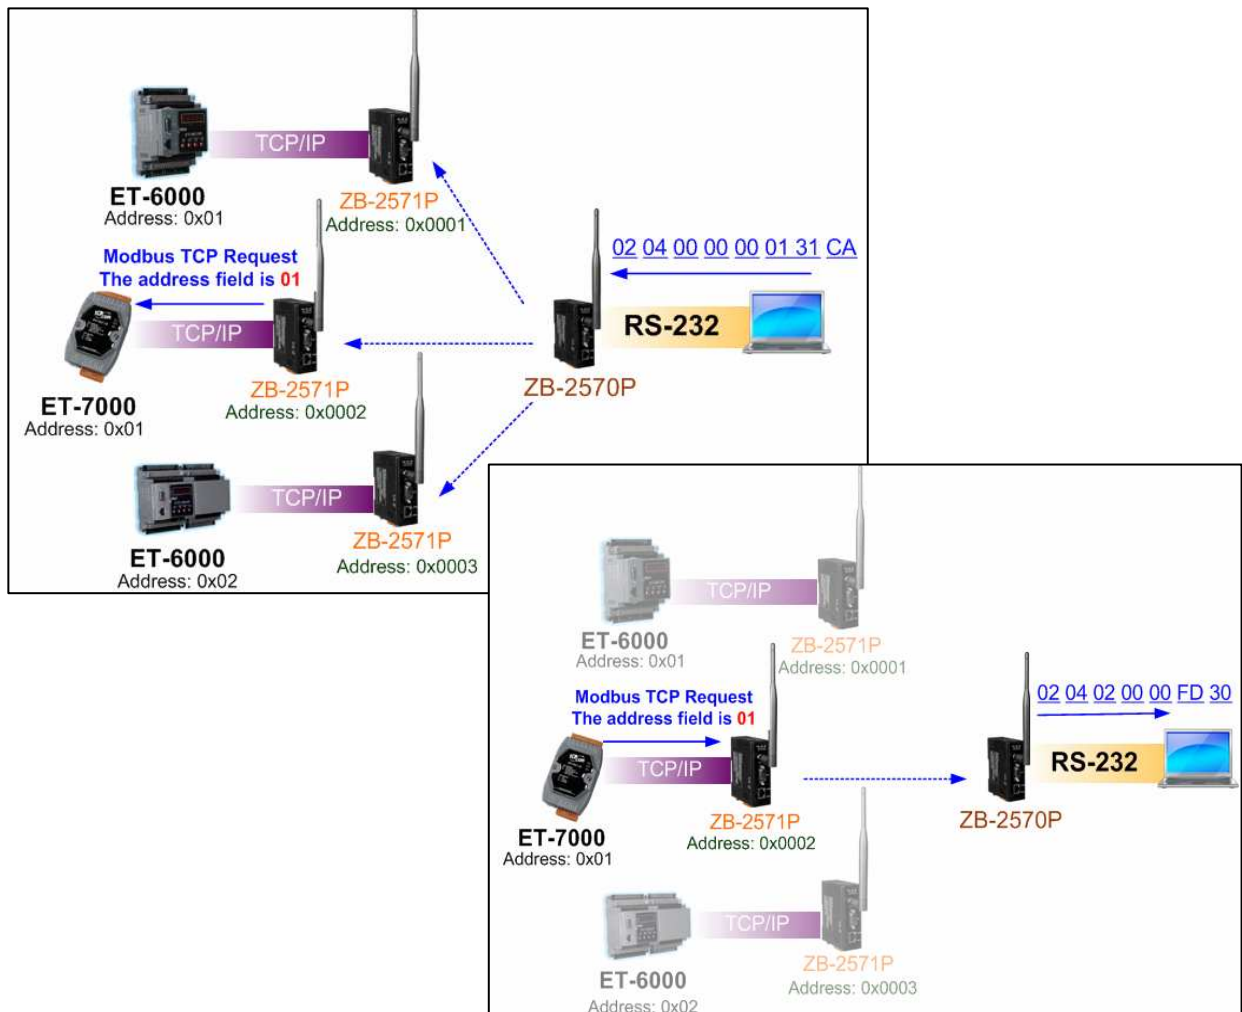 TCP/IP
ET-6000
Address: 0x01
ZB-2571P
Address: 0x0001
Modbus TCP Request
The address field is 01
02 04 00 00 00 01 31 CA
TCP/IP
RS-232
ET-7000
Address: 0x01
ZB-2571P
Address: 0x0002
ZB-2570P
TCP/IP
ET-6000
Address: 0x02
ZB-2571P
Address: 0x0003
TCP/IP
ET-6000
Address: 0x01
ZB-2571P
Address: 0x0001
Modbus TCP Request
The address field is 01
02 04 02 00 00 FD 30
TCP/IP
RS-232
ET-7000
Address: 0x01
ZB-2571P
Address: 0x0002
ZB-2570P
TCP/IP
ET-6000
Address: 0x02
ZB-2571P
Address: 0x0003